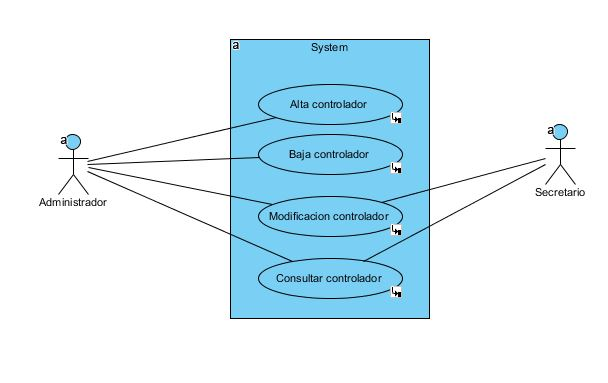 a
System
Alta controlador
a
Baja controlador
a
Administrador
Secretario
Modificacion controlador
Consultar controlador